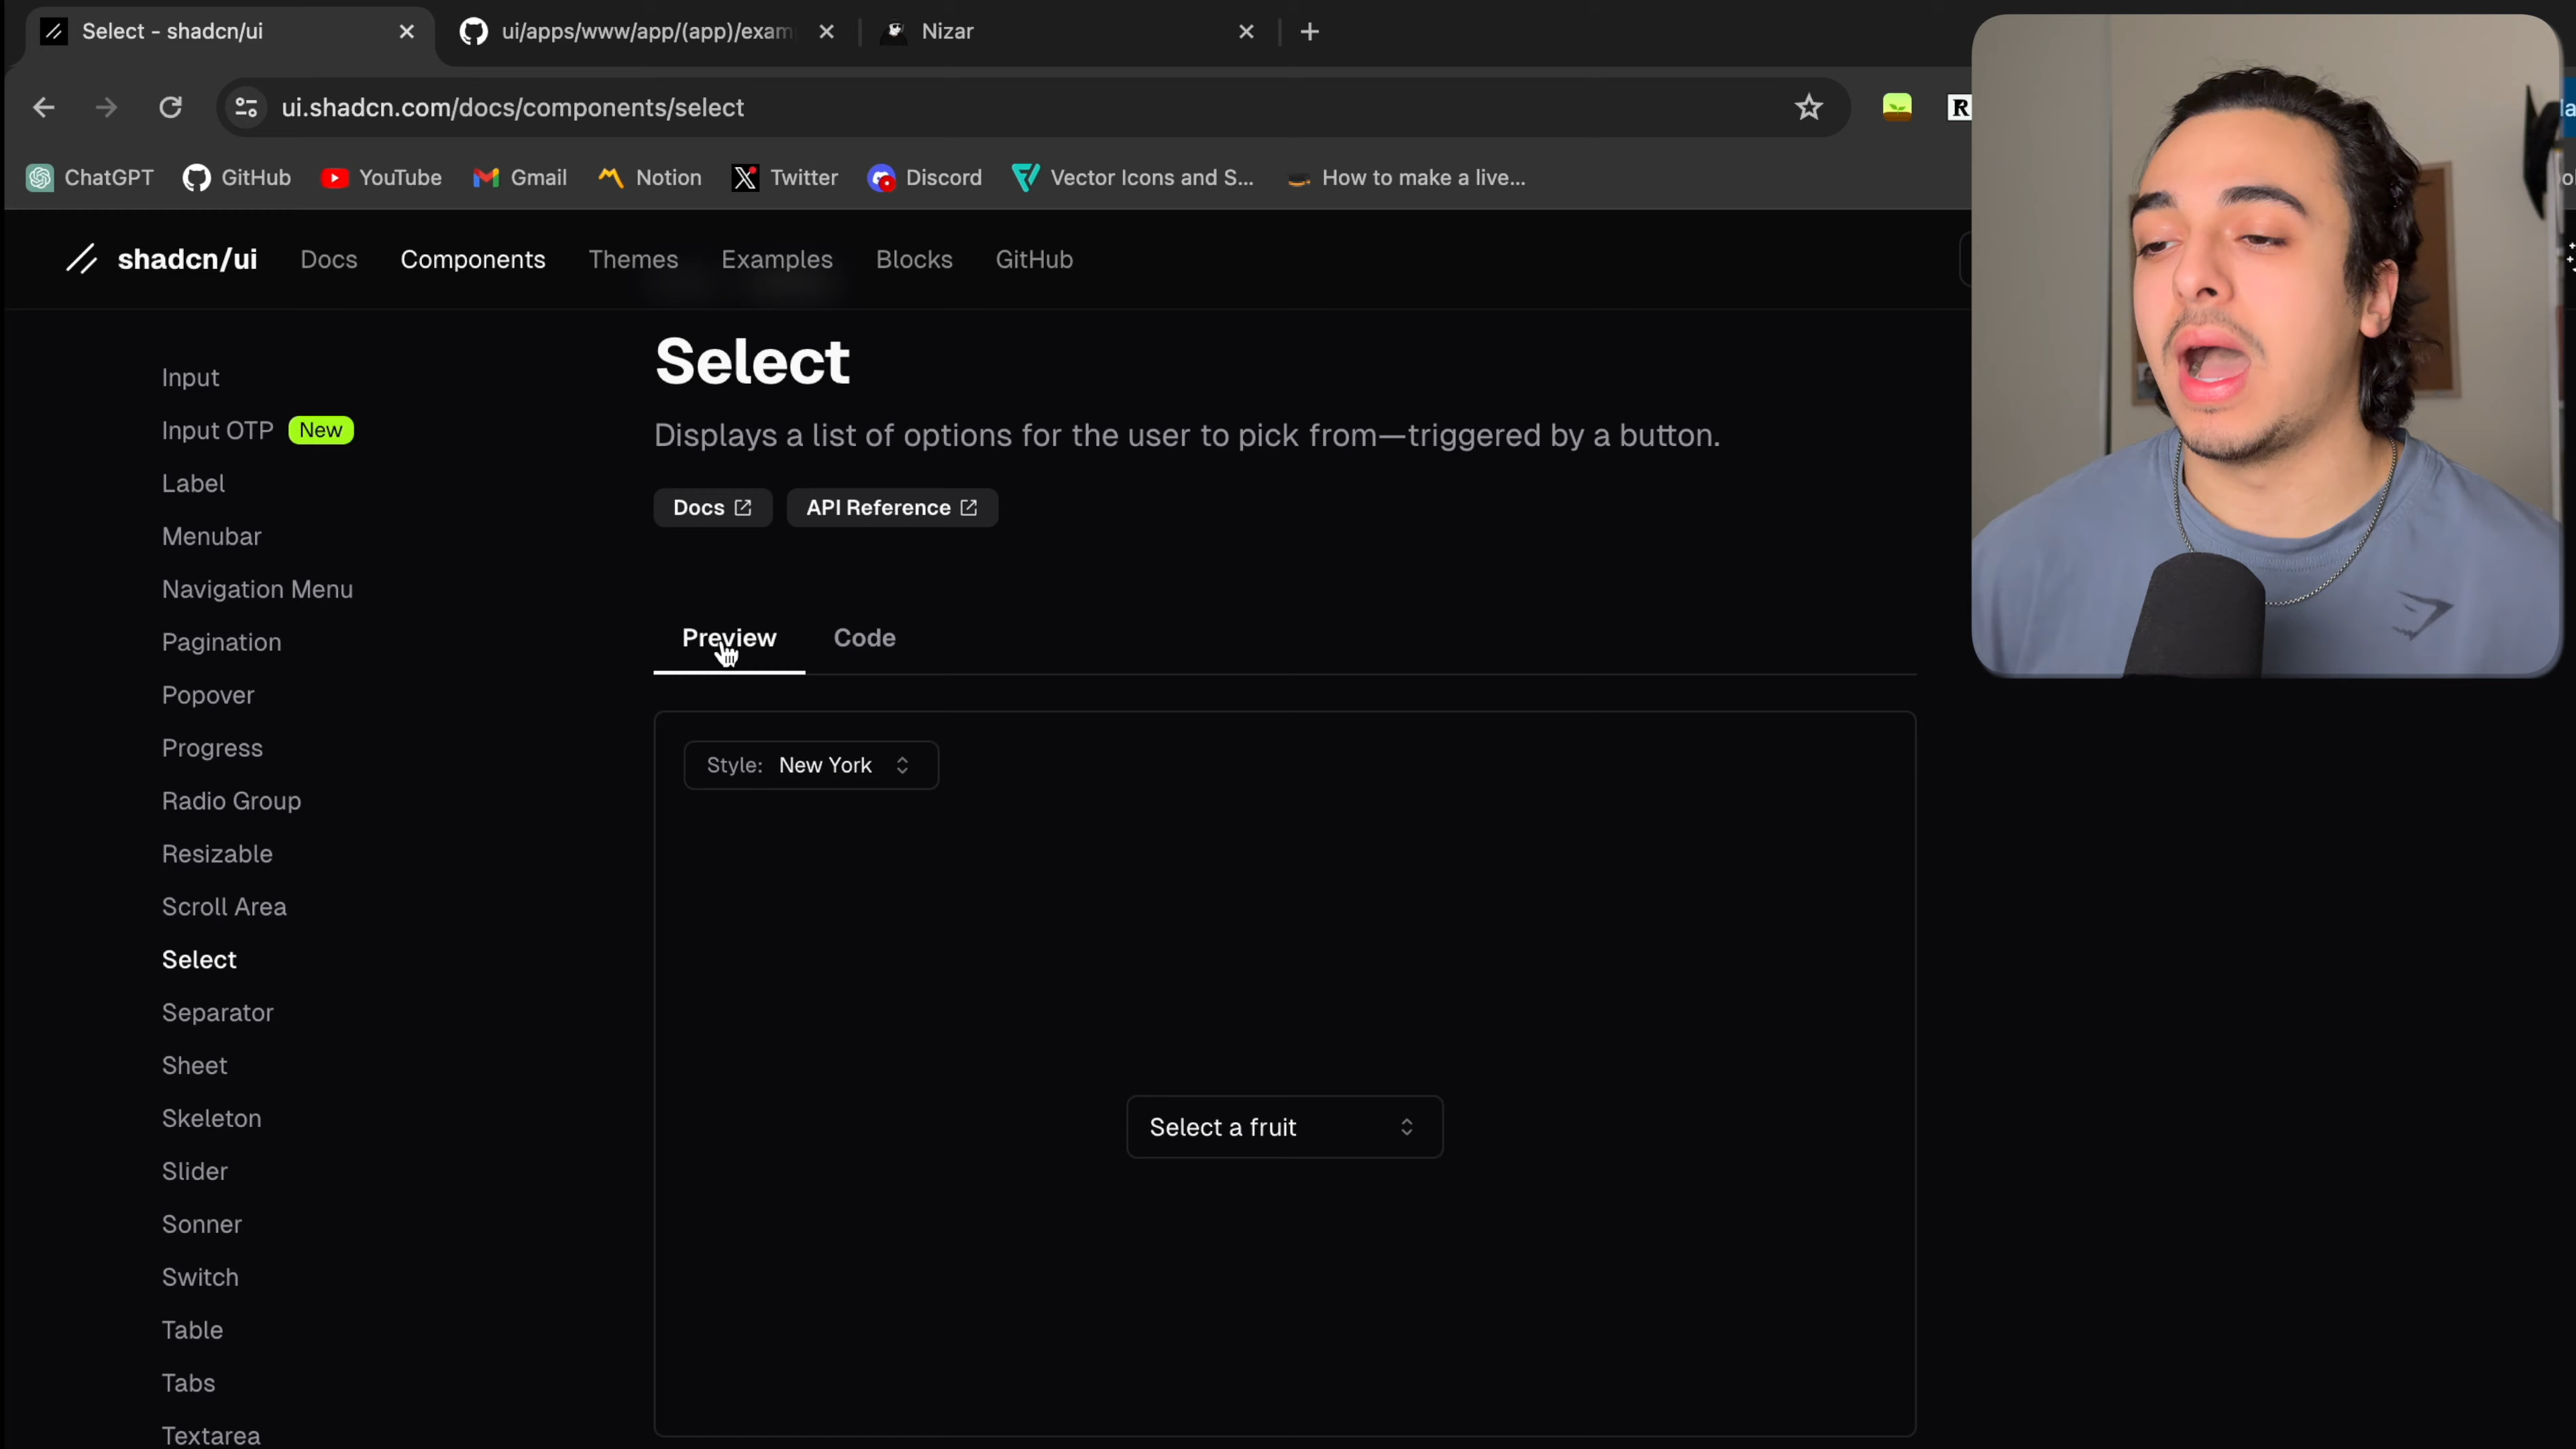 Select - shadcn/ui
ui/apps/www/app/(app)/exam
Nizar
ui.shadcn.com/docs/components/select
R
ChatGPT
GitHub
YouTube
Gmail
Notion
Twitter
Discord
Vector Icons and S...
How to make a live...
shadcn/ui
Docs
Components
Themes
Examples
Blocks
GitHub
Input
Input OTP New
Label
Menubar
Navigation Menu
Pagination
Popover
Progress
Radio Group
Resizable
Scroll Area
Select
Separator
Sheet
Skeleton
Slider
Sonner
Switch
Table
Tabs
Textarea
Select
Displays a list of options for the user to pick from—triggered by a button.
Docs
API Reference
Preview
Code
Style: New York
Select a fruit